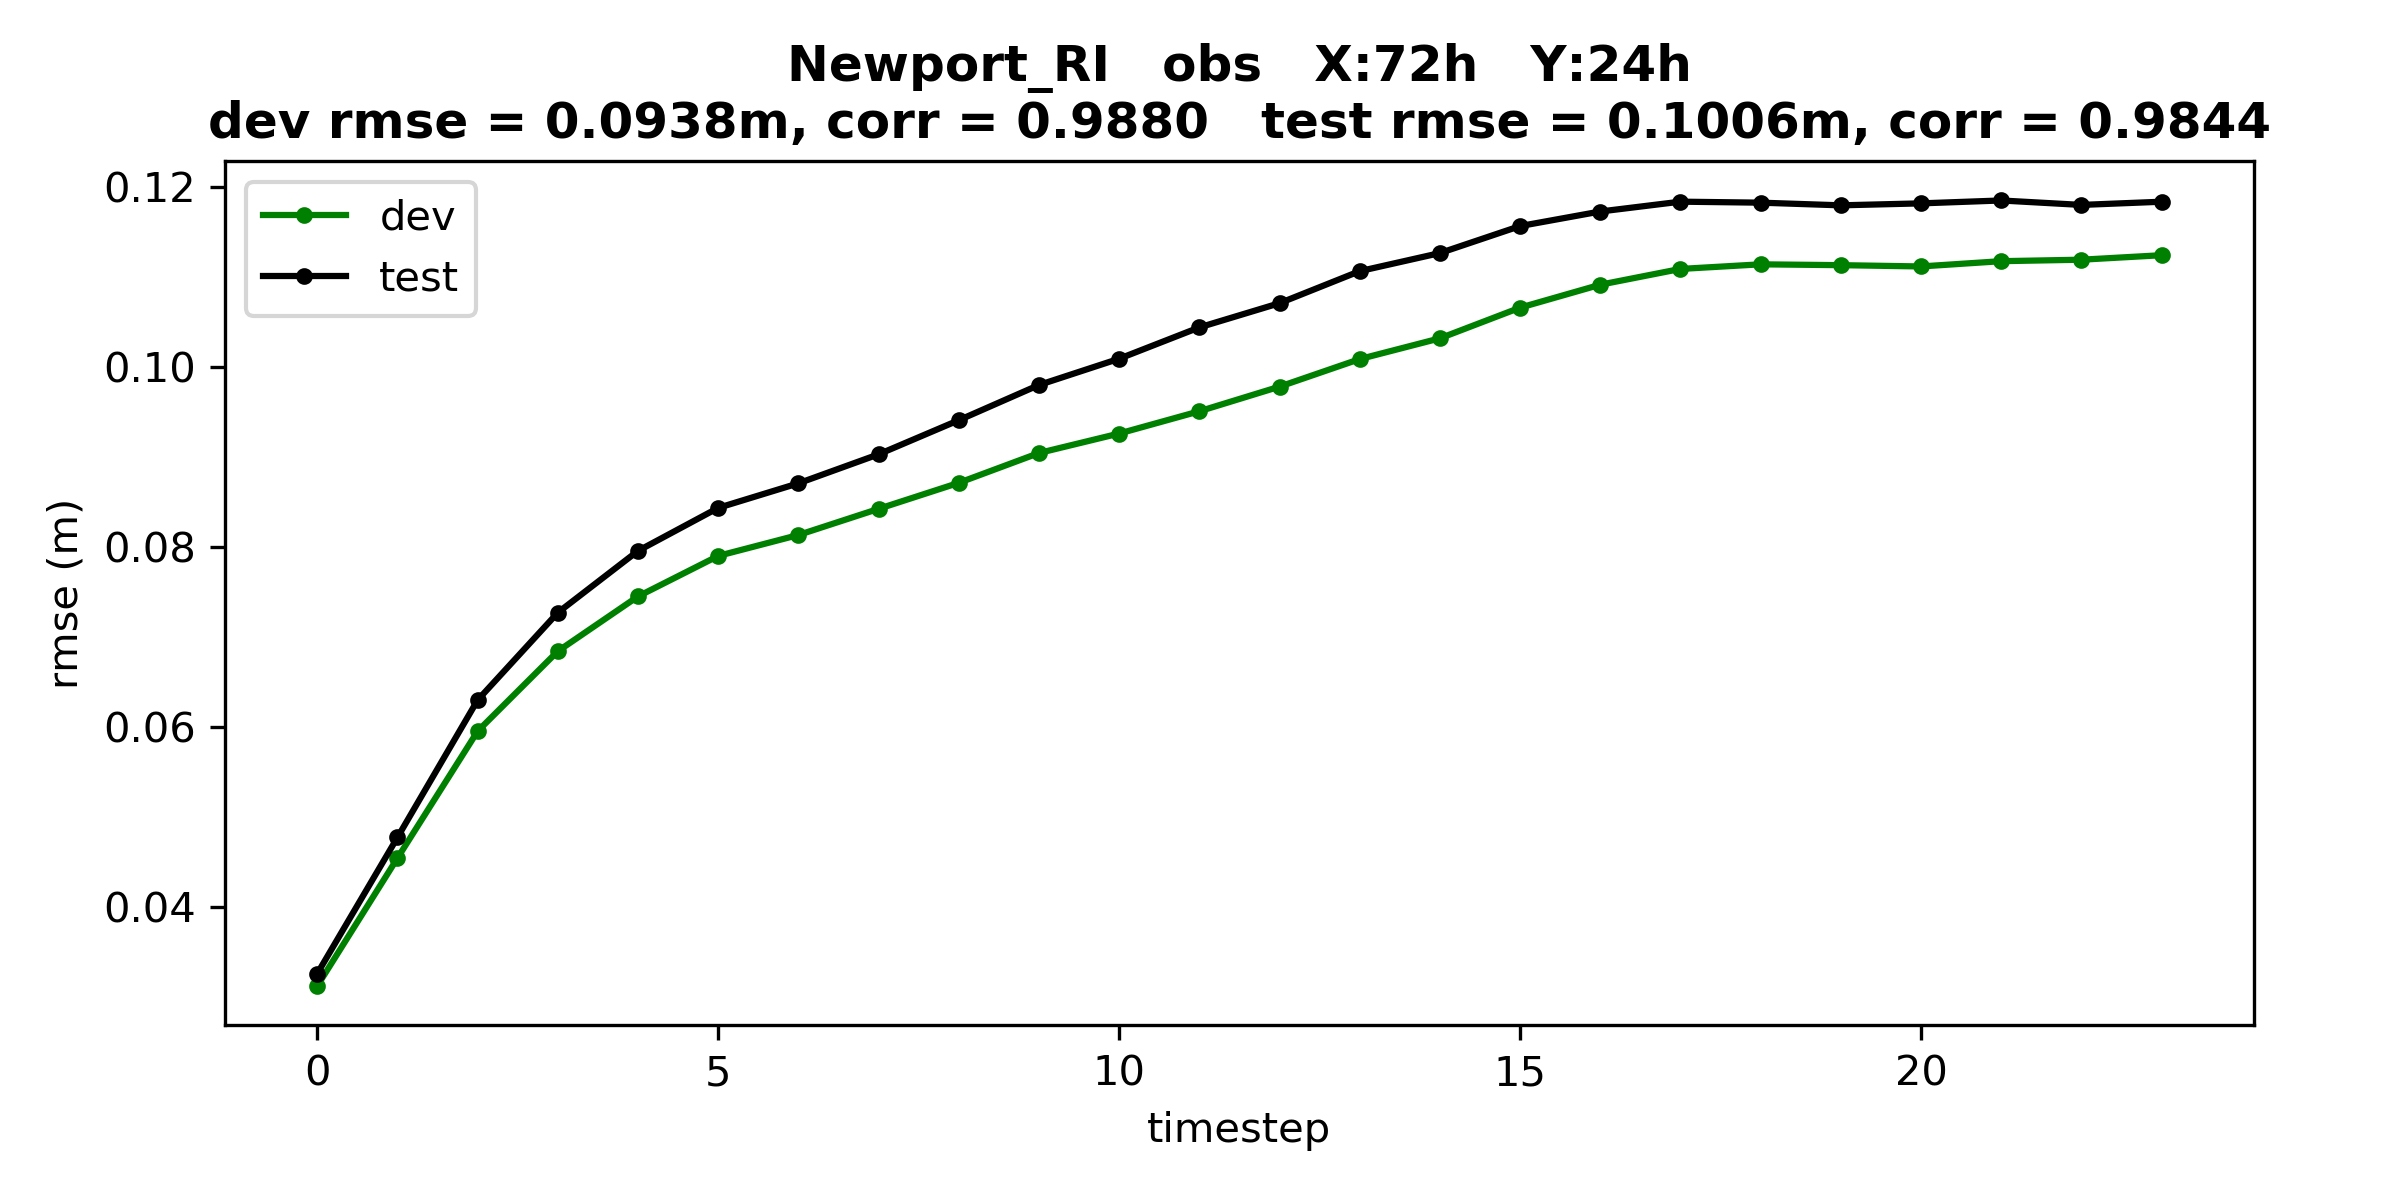 Newport_RI obs X:72h Y:24h
dev rmse = 0.0938m, corr = 0.9880 test rmse = 0.1006m, corr = 0.9844
dev
test
0.12
0.10
0.08
0.06
0.04
rmse (m)
0 5 10 15 20
timestep